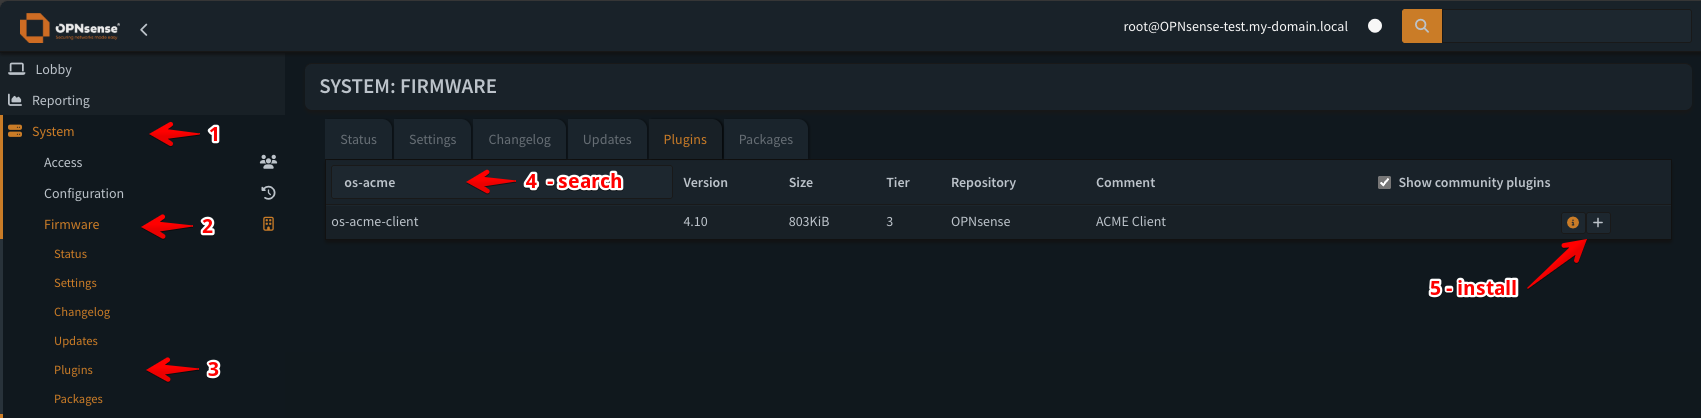 OPNsense
root@OPNsense-test.my-domain.local
Lobby
Reporting
System
1
Access
Configuration
Firmware
2
Status
Settings
Changelog
Updates
Plugins
3
Packages
SYSTEM: FIRMWARE
Status Settings Changelog Updates Plugins Packages
os-acme 4 - search Version Size Tier Repository Comment Show community plugins
os-acme-client 4.10 803KiB 3 OPNsense ACME Client
5 - install